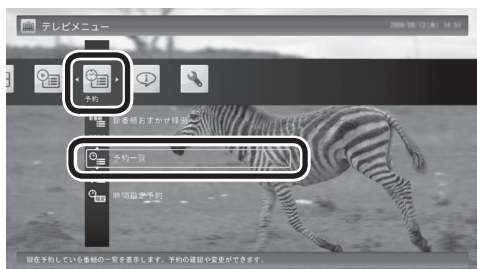 テレビメニュー
予約
新番組おまかせ録画
予約一覧
時間指定予約
現在予約している番組の一覧を表示します。予約の確認や変更ができます。